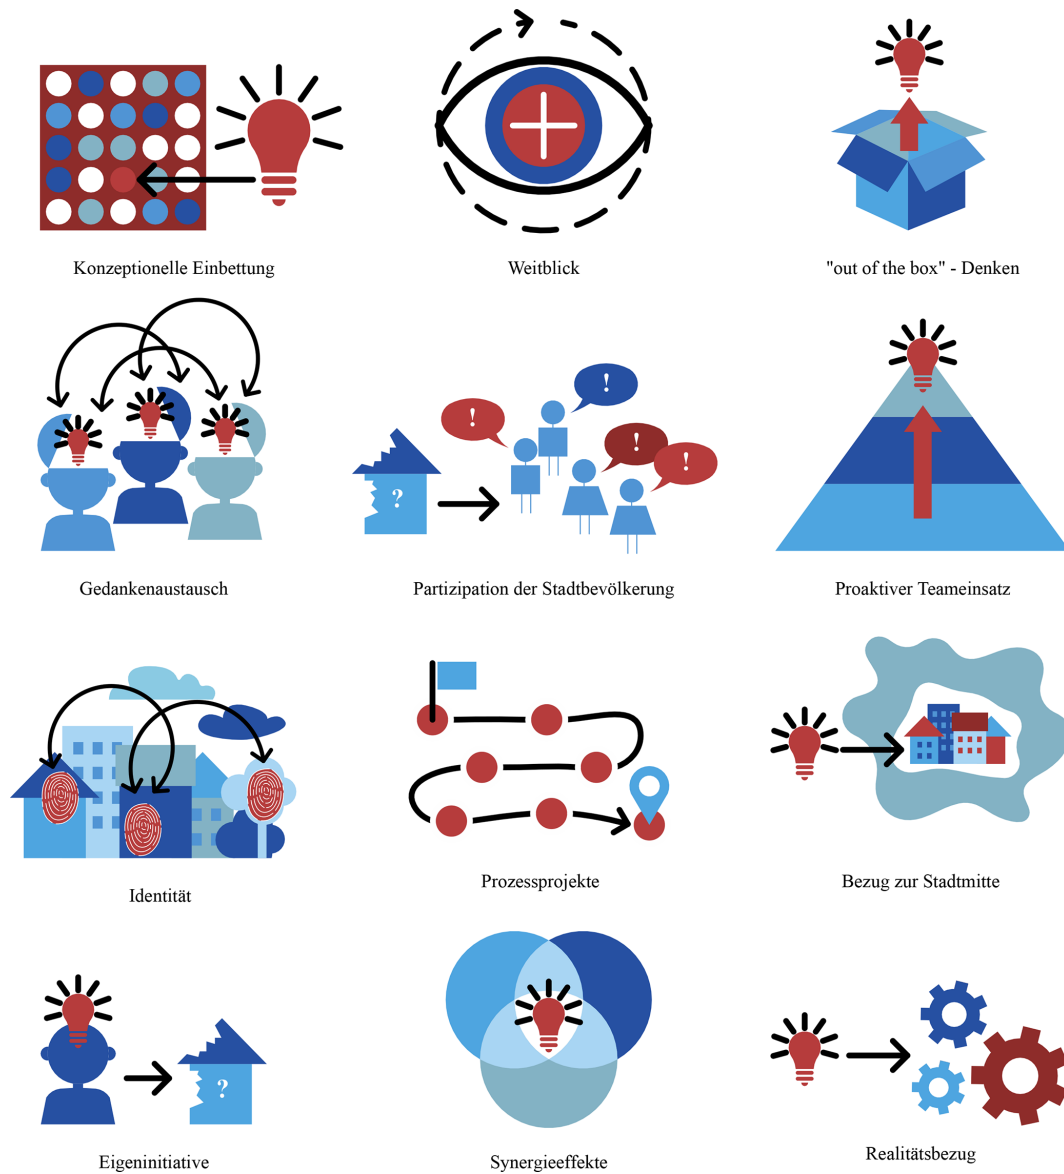 Konzeptionelle Einbettung
Weitblick
"out of the box" - Denken
!
!
!
!
?
Gedankenaustausch
Partizipation der Stadtbevölkerung
Proaktiver Teameinsatz
Identität
Prozessprojekte
Bezug zur Stadtmitte
?
Eigeninitiative
Synergieeffekte
Realitätsbezug